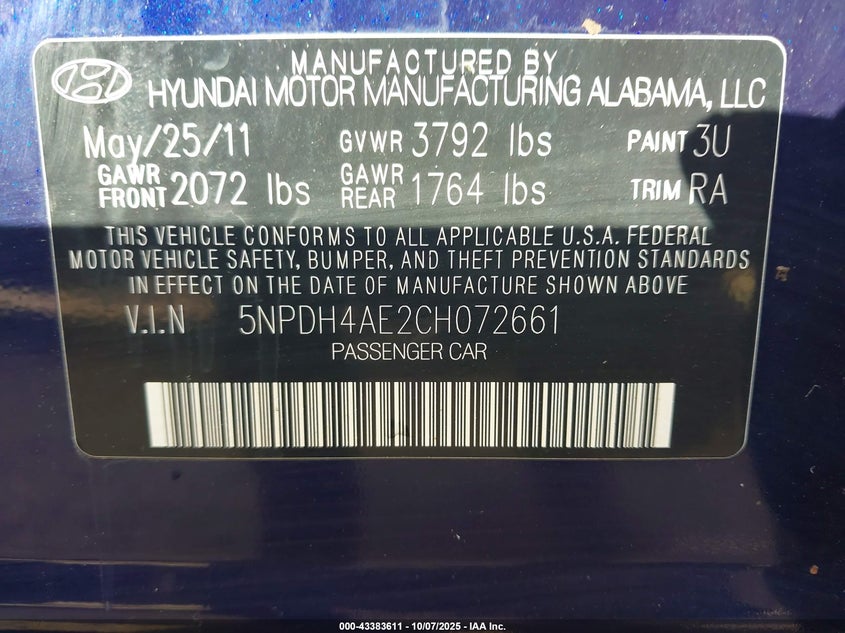 MANUFACTURED BY
HYUNDAI MOTOR MANUFACTURING ALABAMA, LLC
May/25/11 GVWR 3792 lbs PAINT 3U
GAWR FRONT 2072 lbs GAWR REAR 1764 lbs TRIM RA
THIS VEHICLE CONFORMS TO ALL APPLICABLE U.S.A. FEDERAL
MOTOR VEHICLE SAFETY, BUMPER, AND THEFT PREVENTION STANDARDS
IN EFFECT ON THE DATE OF MANUFACTURE SHOWN ABOVE
V.I.N 5NPDH4AE2CH072661
PASSENGER CAR
000-43383611 - 10/07/2025 - IAA Inc.